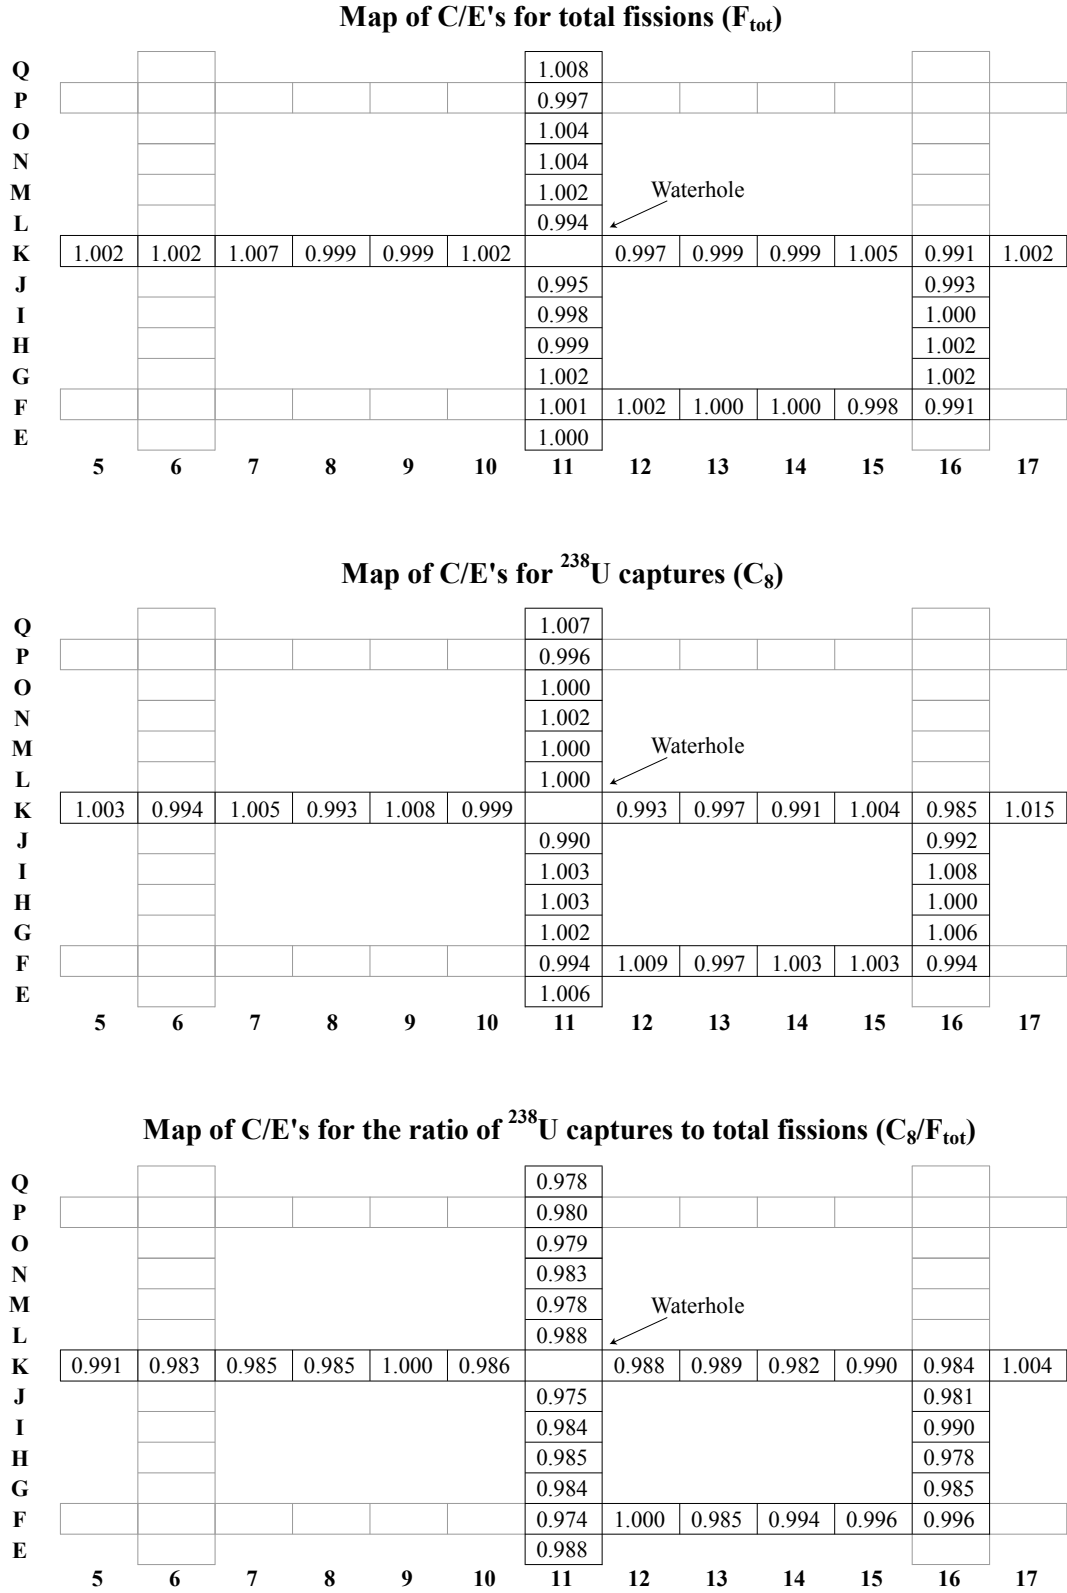 Map of C/E's for total fissions (Ftot)
Q 1.008
P 0.997
O 1.004
N 1.004
M 1.002 Waterhole
L 0.994
K 1.002 1.002 1.007 0.999 0.999 1.002 0.997 0.999 0.999 1.005 0.991 1.002
J 0.995 0.993
I 0.998 1.000
H 0.999 1.002
G 1.002 1.002
F 1.001 1.002 1.000 1.000 0.998 0.991
E 1.000
5 6 7 8 9 10 11 12 13 14 15 16 17
Map of C/E's for 238U captures (C8)
Q 1.007
P 0.996
O 1.000
N 1.002
M 1.000 Waterhole
L 1.000
K 1.003 0.994 1.005 0.993 1.008 0.999 0.993 0.997 0.991 1.004 0.985 1.015
J 0.990 0.992
I 1.003 1.008
H 1.003 1.000
G 1.002 1.006
F 0.994 1.009 0.997 1.003 1.003 0.994
E 1.006
5 6 7 8 9 10 11 12 13 14 15 16 17
Map of C/E's for the ratio of 238U captures to total fissions (C8/Ftot)
Q 0.978
P 0.980
O 0.979
N 0.983
M 0.978 Waterhole
L 0.988
K 0.991 0.983 0.985 0.985 1.000 0.986 0.988 0.989 0.982 0.990 0.984 1.004
J 0.975 0.981
I 0.984 0.990
H 0.985 0.978
G 0.984 0.985
F 0.974 1.000 0.985 0.994 0.996 0.996
E 0.988
5 6 7 8 9 10 11 12 13 14 15 16 17